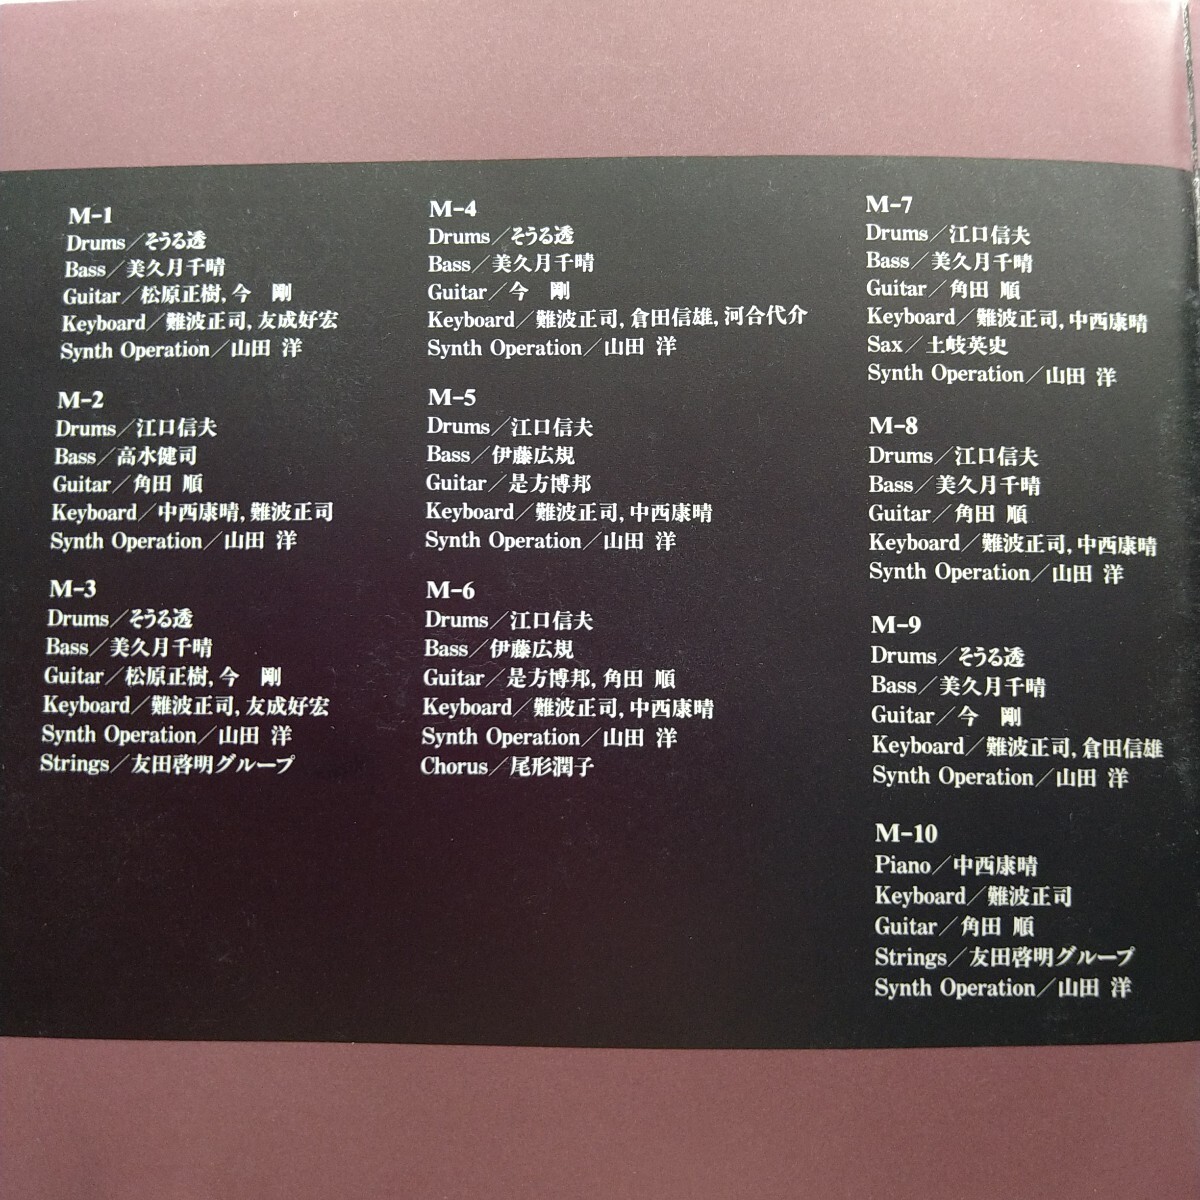 M-1
Drums／そうる透
Bass／美久月千晴
Guitar／松原正樹, 今　剛
Keyboard／難波正司, 友成好宏
Synth Operation／山田 洋
M-2
Drums／江口信夫
Bass／高水健司
Guitar／角田 順
Keyboard／中西康晴, 難波正司
Synth Operation／山田 洋
M-3
Drums／そうる透
Bass／美久月千晴
Guitar／松原正樹, 今　剛
Keyboard／難波正司, 友成好宏
Synth Operation／山田 洋
Strings／友田啓明グループ
M-4
Drums／そうる透
Bass／美久月千晴
Guitar／今　剛
Keyboard／難波正司, 倉田信雄, 河合代介
Synth Operation／山田 洋
M-5
Drums／江口信夫
Bass／伊藤広規
Guitar／是方博邦
Keyboard／難波正司, 中西康晴
Synth Operation／山田 洋
M-6
Drums／江口信夫
Bass／伊藤広規
Guitar／是方博邦, 角田 順
Keyboard／難波正司, 中西康晴
Synth Operation／山田 洋
Chorus／尾形潤子
M-7
Drums／江口信夫
Bass／美久月千晴
Guitar／角田 順
Keyboard／難波正司, 中西康晴
Sax／土岐英史
Synth Operation／山田 洋
M-8
Drums／江口信夫
Bass／美久月千晴
Guitar／角田 順
Keyboard／難波正司, 中西康晴
Synth Operation／山田 洋
M-9
Drums／そうる透
Bass／美久月千晴
Guitar／今　剛
Keyboard／難波正司, 倉田信雄
Synth Operation／山田 洋
M-10
Piano／中西康晴
Keyboard／難波正司
Guitar／角田 順
Strings／友田啓明グループ
Synth Operation／山田 洋